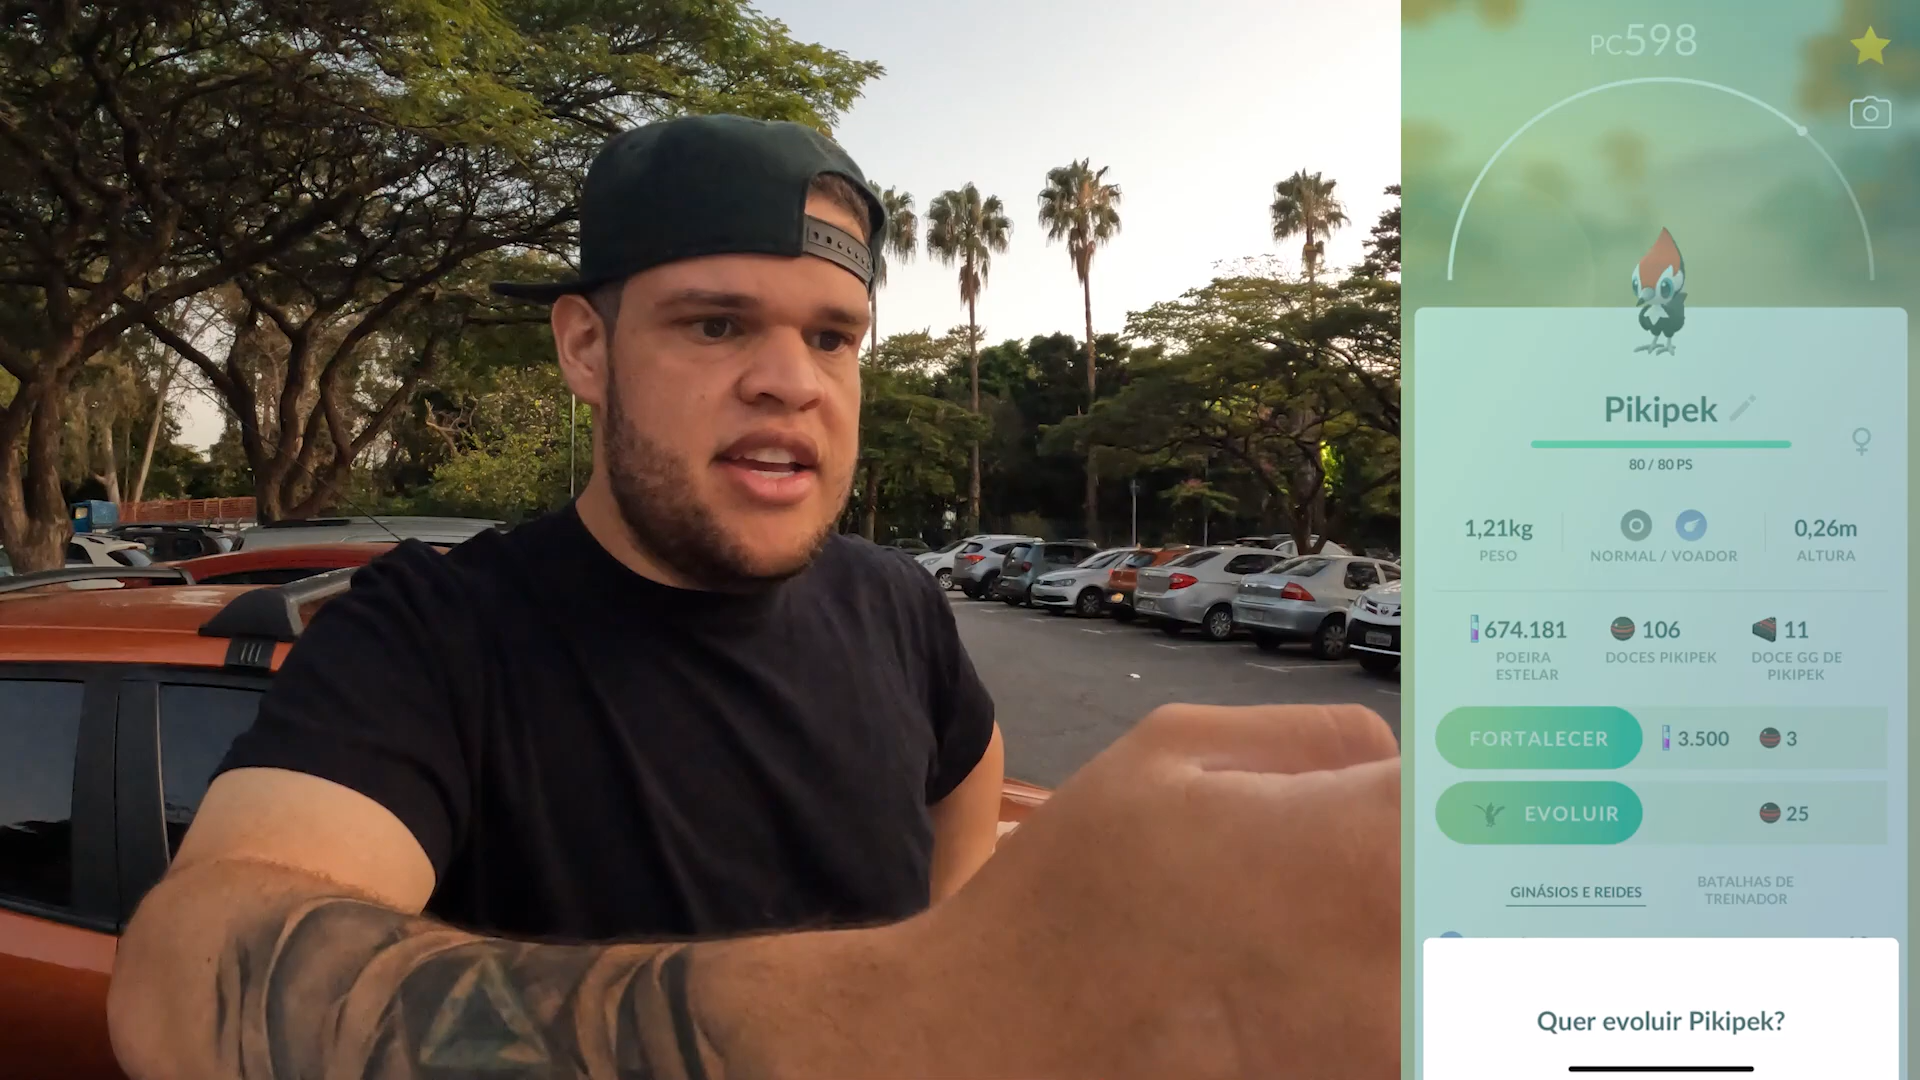 PC598
Pikipek
80 / 80 PS
1,21kg
PESO
NORMAL / VOADOR
0,26m
ALTURA
674.181
POEIRA
ESTELAR
106
DOCES PIKIPEK
11
DOCE GG DE
PIKIPEK
FORTALECER
3.500
3
EVOLUIR
25
GINÁSIOS E REIDES
BATALHAS DE
TREINADOR
Quer evoluir Pikipek?